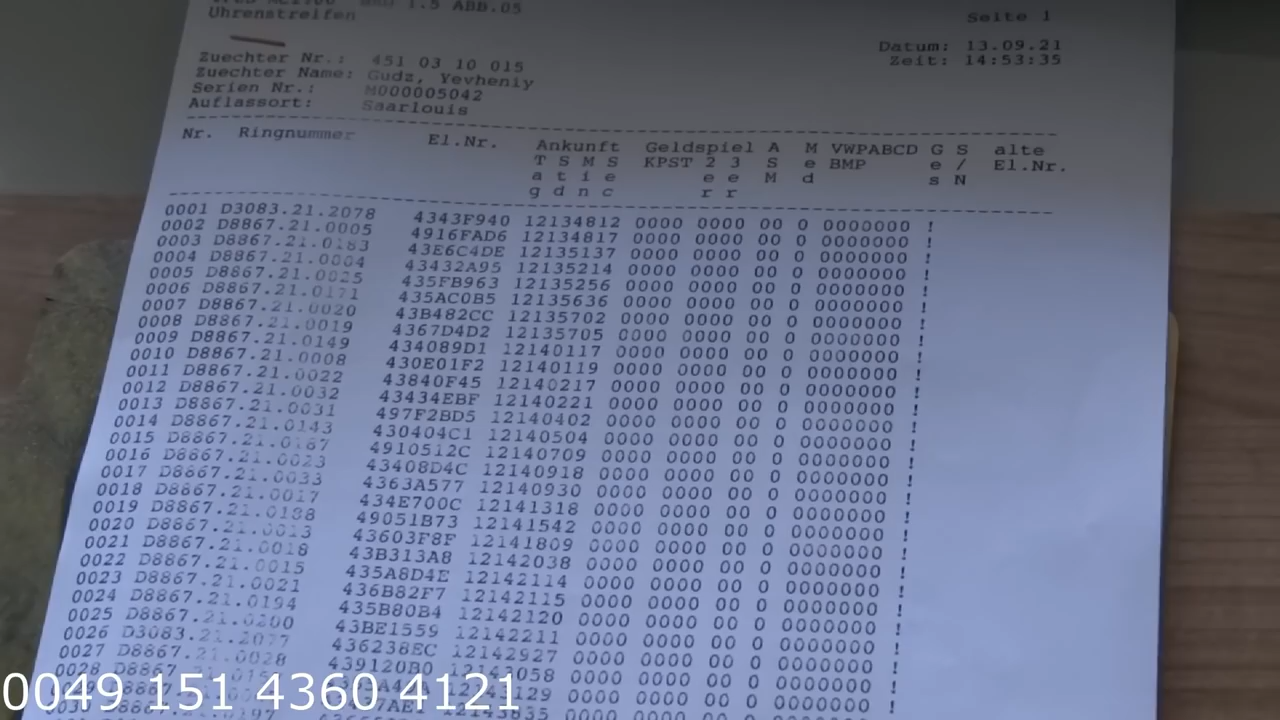 1.5 ABB.05
Uhrenstreifen
Seite 1
Datum: 13.09.21
Zeit: 14:53:35
Zuechter Nr.: 451 03 10 015
Zuechter Name: Gudz, Yevheniy
Serien Nr.: M000005042
Auflassort: Saarlouis
Nr. Ringnummer El.Nr. Ankunft Geldspiel A M VWPABCD G S alte
T S M S KPST 2 3 S e BMP e / El.Nr.
a t i e e e M d s N
g d n c r r
0001 D3083.21.2078 4343F940 12134812 0000 0000 00 0 0000000 !
0002 D8867.21.0005 4916FAD6 12134817 0000 0000 00 0 0000000 !
0003 D8867.21.0183 43E6C4DE 12135137 0000 0000 00 0 0000000 !
0004 D8867.21.0004 43432A95 12135214 0000 0000 00 0 0000000 !
0005 D8867.21.0025 435FB963 12135256 0000 0000 00 0 0000000 !
0006 D8867.21.0171 435AC0B5 12135636 0000 0000 00 0 0000000 !
0007 D8867.21.0020 43B482CC 12135702 0000 0000 00 0 0000000 !
0008 D8867.21.0019 4367D4D2 12135705 0000 0000 00 0 0000000 !
0009 D8867.21.0149 434089D1 12140117 0000 0000 00 0 0000000 !
0010 D8867.21.0008 430E01F2 12140119 0000 0000 00 0 0000000 !
0011 D8867.21.0022 43840F45 12140217 0000 0000 00 0 0000000 !
0012 D8867.21.0032 43434EBF 12140221 0000 0000 00 0 0000000 !
0013 D8867.21.0031 497F2BD5 12140402 0000 0000 00 0 0000000 !
0014 D8867.21.0143 430404C1 12140504 0000 0000 00 0 0000000 !
0015 D8867.21.0167 4910512C 12140709 0000 0000 00 0 0000000 !
0016 D8867.21.0023 43408D4C 12140918 0000 0000 00 0 0000000 !
0017 D8867.21.0033 4363A577 12140930 0000 0000 00 0 0000000 !
0018 D8867.21.0017 434E700C 12141318 0000 0000 00 0 0000000 !
0019 D8867.21.0188 49051B73 12141542 0000 0000 00 0 0000000 !
0020 D8867.21.0013 43603F8F 12141809 0000 0000 00 0 0000000 !
0021 D8867.21.0018 43B313A8 12142038 0000 0000 00 0 0000000 !
0022 D8867.21.0015 435A8D4E 12142114 0000 0000 00 0 0000000 !
0023 D8867.21.0021 436B82F7 12142115 0000 0000 00 0 0000000 !
0024 D8867.21.0194 435B80B4 12142120 0000 0000 00 0 0000000 !
0025 D8867.21.0200 43BE1559 12142211 0000 0000 00 0 0000000 !
0026 D3083.21.2077 436238EC 12142927 0000 0000 00 0 0000000 !
0027 D8867.21.0028 439120B0 12143058 0000 0000 00 0 0000000 !
0028 0000 0000 00 0 0000000 !
12143835 0000 0000 00 0 0000000 !
0049 151 4360 4121